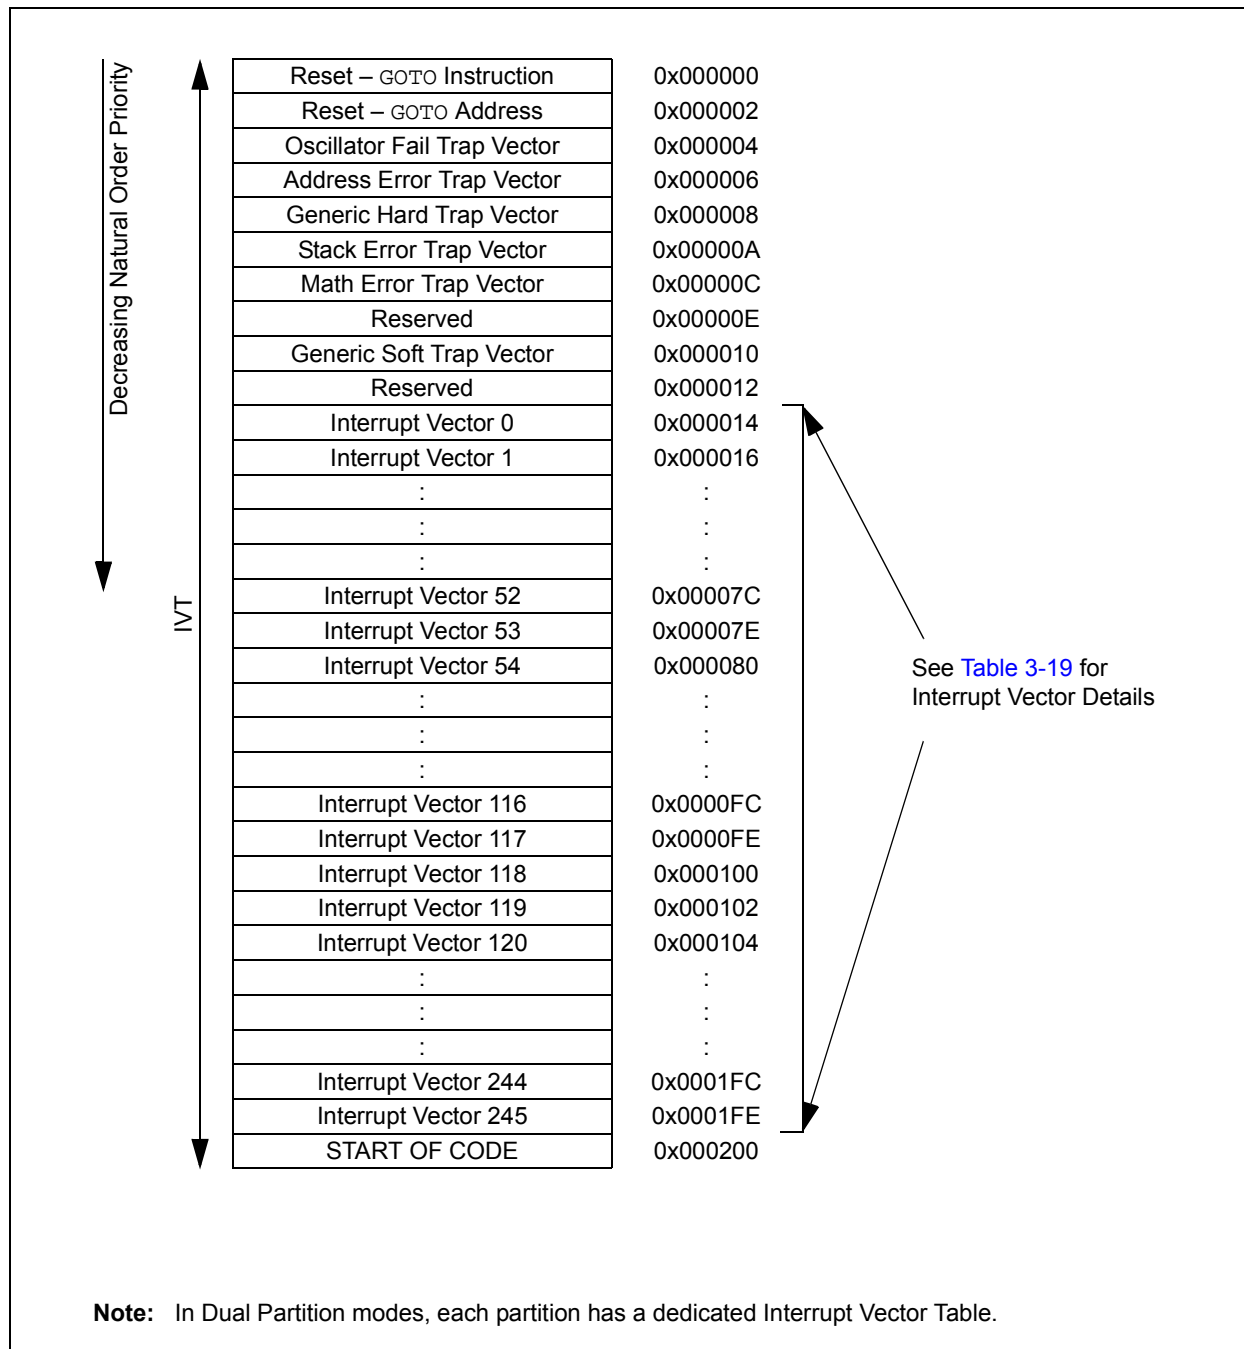 Decreasing Natural Order Priority
IVT
Reset – GOTO Instruction 0x000000
Reset – GOTO Address 0x000002
Oscillator Fail Trap Vector 0x000004
Address Error Trap Vector 0x000006
Generic Hard Trap Vector 0x000008
Stack Error Trap Vector 0x00000A
Math Error Trap Vector 0x00000C
Reserved 0x00000E
Generic Soft Trap Vector 0x000010
Reserved 0x000012
Interrupt Vector 0 0x000014
Interrupt Vector 1 0x000016
: :
: :
: :
Interrupt Vector 52 0x00007C
Interrupt Vector 53 0x00007E
Interrupt Vector 54 0x000080
: :
: :
: :
Interrupt Vector 116 0x0000FC
Interrupt Vector 117 0x0000FE
Interrupt Vector 118 0x000100
Interrupt Vector 119 0x000102
Interrupt Vector 120 0x000104
: :
: :
: :
Interrupt Vector 244 0x0001FC
Interrupt Vector 245 0x0001FE
START OF CODE 0x000200
See Table 3-19 for
Interrupt Vector Details
Note: In Dual Partition modes, each partition has a dedicated Interrupt Vector Table.